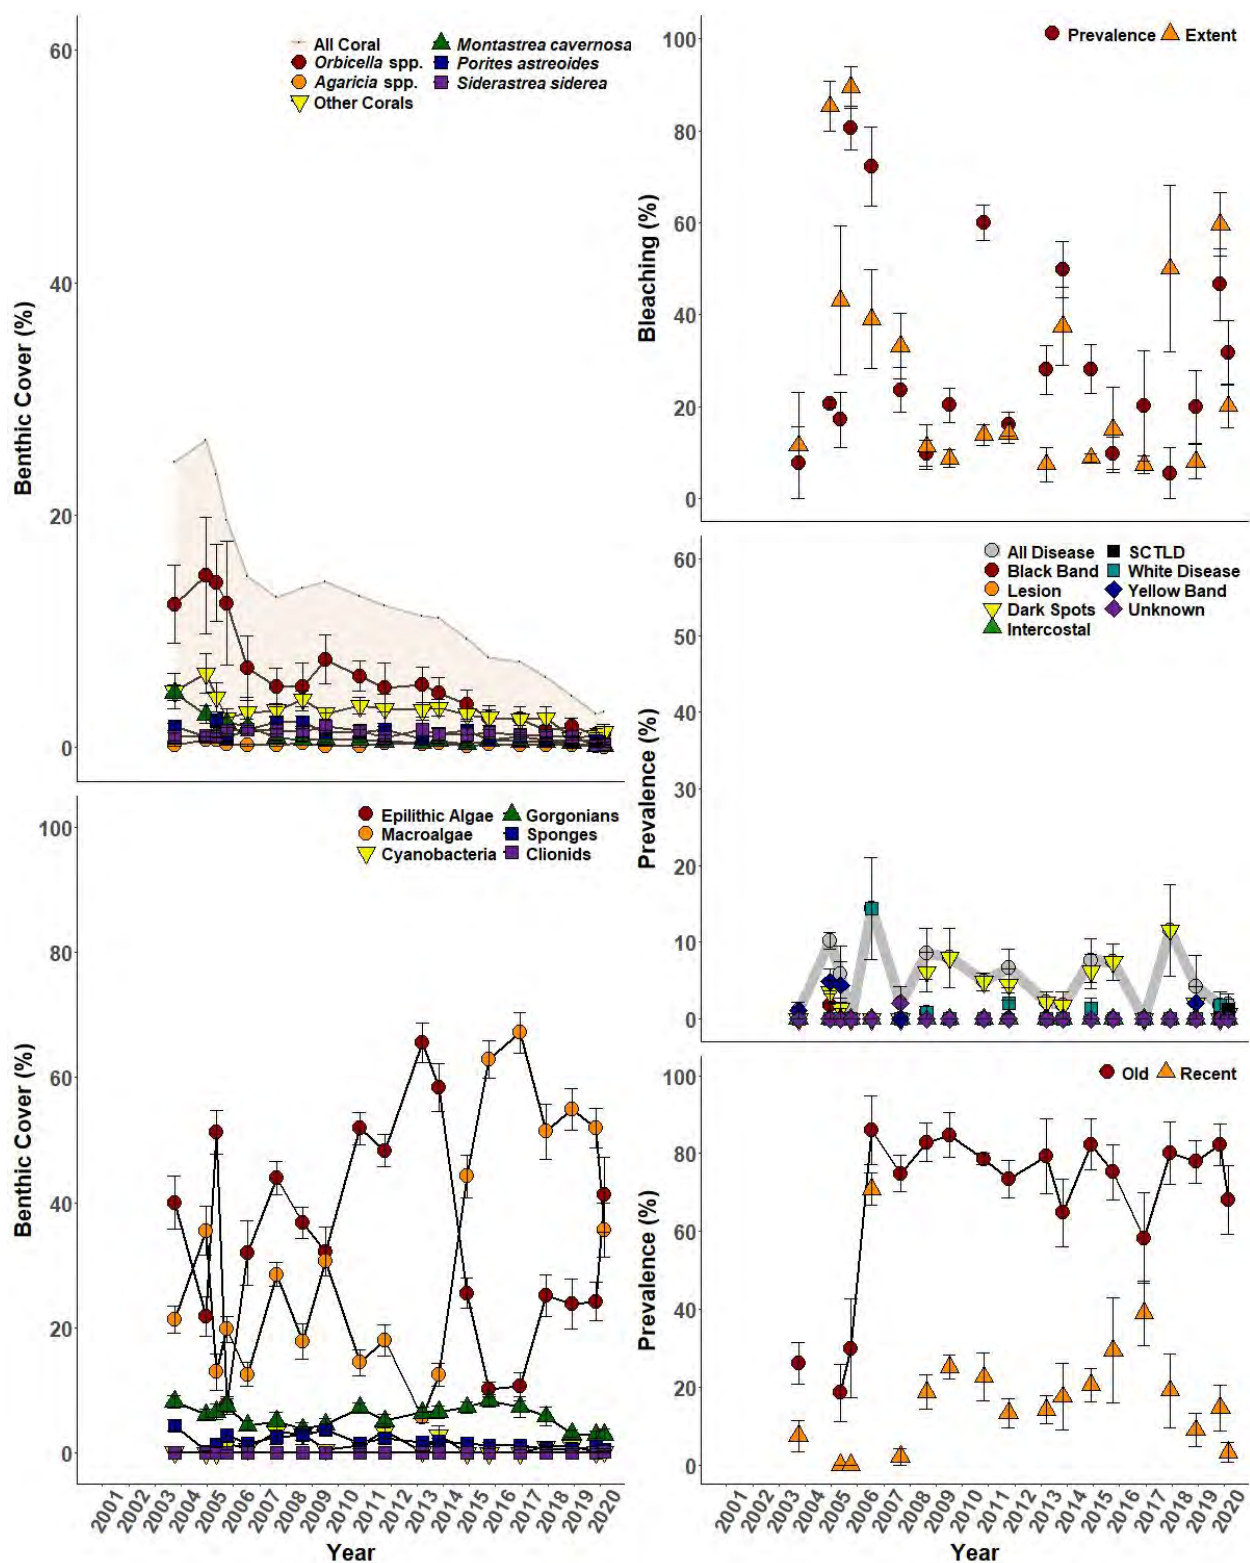 60
40
20
0
Benthic Cover (%)
All Coral
Orbicella spp.
Agaricia spp.
Other Corals
Montastrea cavernosa
Porites astreoides
Siderastrea siderea
100
80
60
40
20
0
Bleaching (%)
Prevalence
Extent
60
50
40
30
20
10
0
Prevalence (%)
All Disease
Black Band
Lesion
Dark Spots
Intercostal
SCTLD
White Disease
Yellow Band
Unknown
100
80
60
40
20
0
Benthic Cover (%)
Epilithic Algae
Macroalgae
Cyanobacteria
Gorgonians
Sponges
Clionids
2001 2002 2003 2004 2005 2006 2007 2008 2009 2010 2011 2012 2013 2014 2015 2016 2017 2018 2019 2020
Year
100
80
60
40
20
0
Prevalence (%)
Old
Recent
2001 2002 2003 2004 2005 2006 2007 2008 2009 2010 2011 2012 2013 2014 2015 2016 2017 2018 2019 2020
Year